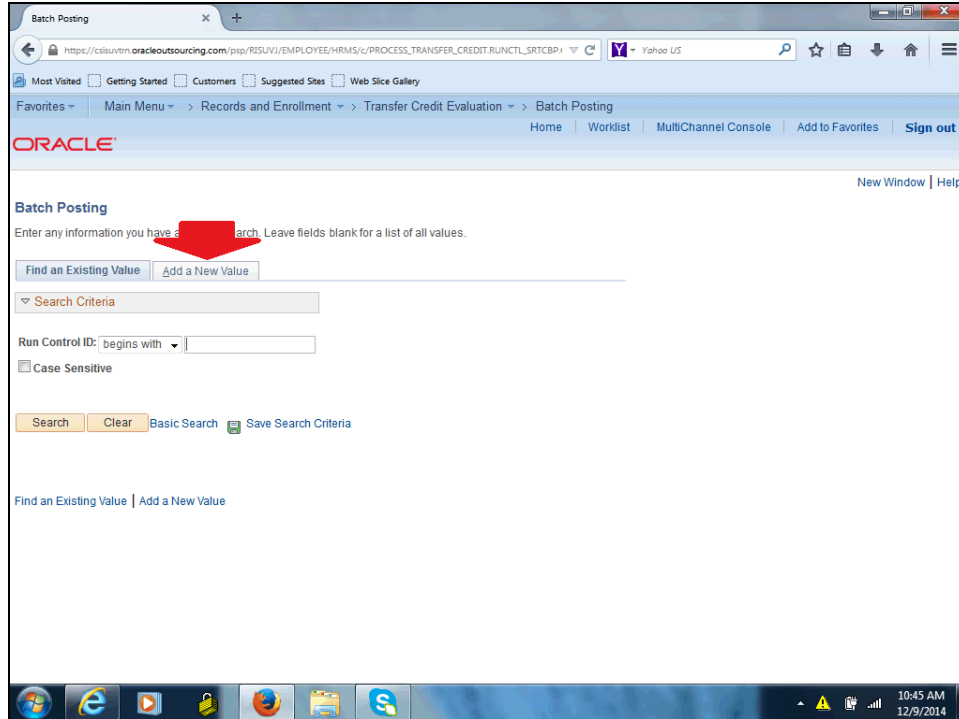 Batch Posting × +
https://csisuvtrn.oracleoutsourcing.com/psp/RISUVJ/EMPLOYEE/HRMS/c/PROCESS_TRANSFER_CREDIT.RUNCTL_SRTCBP. Y Yahoo US
Most Visited Getting Started Customers Suggested Sites Web Slice Gallery
Favorites Main Menu > Records and Enrollment > Transfer Credit Evaluation > Batch Posting
Home Worklist MultiChannel Console Add to Favorites Sign out
ORACLE
New Window | Help
Batch Posting
Enter any information you have a arch. Leave fields blank for a list of all values.
Find an Existing Value Add a New Value
Search Criteria
Run Control ID: begins with
Case Sensitive
Search Clear Basic Search Save Search Criteria
Find an Existing Value | Add a New Value
10:45 AM
12/9/2014